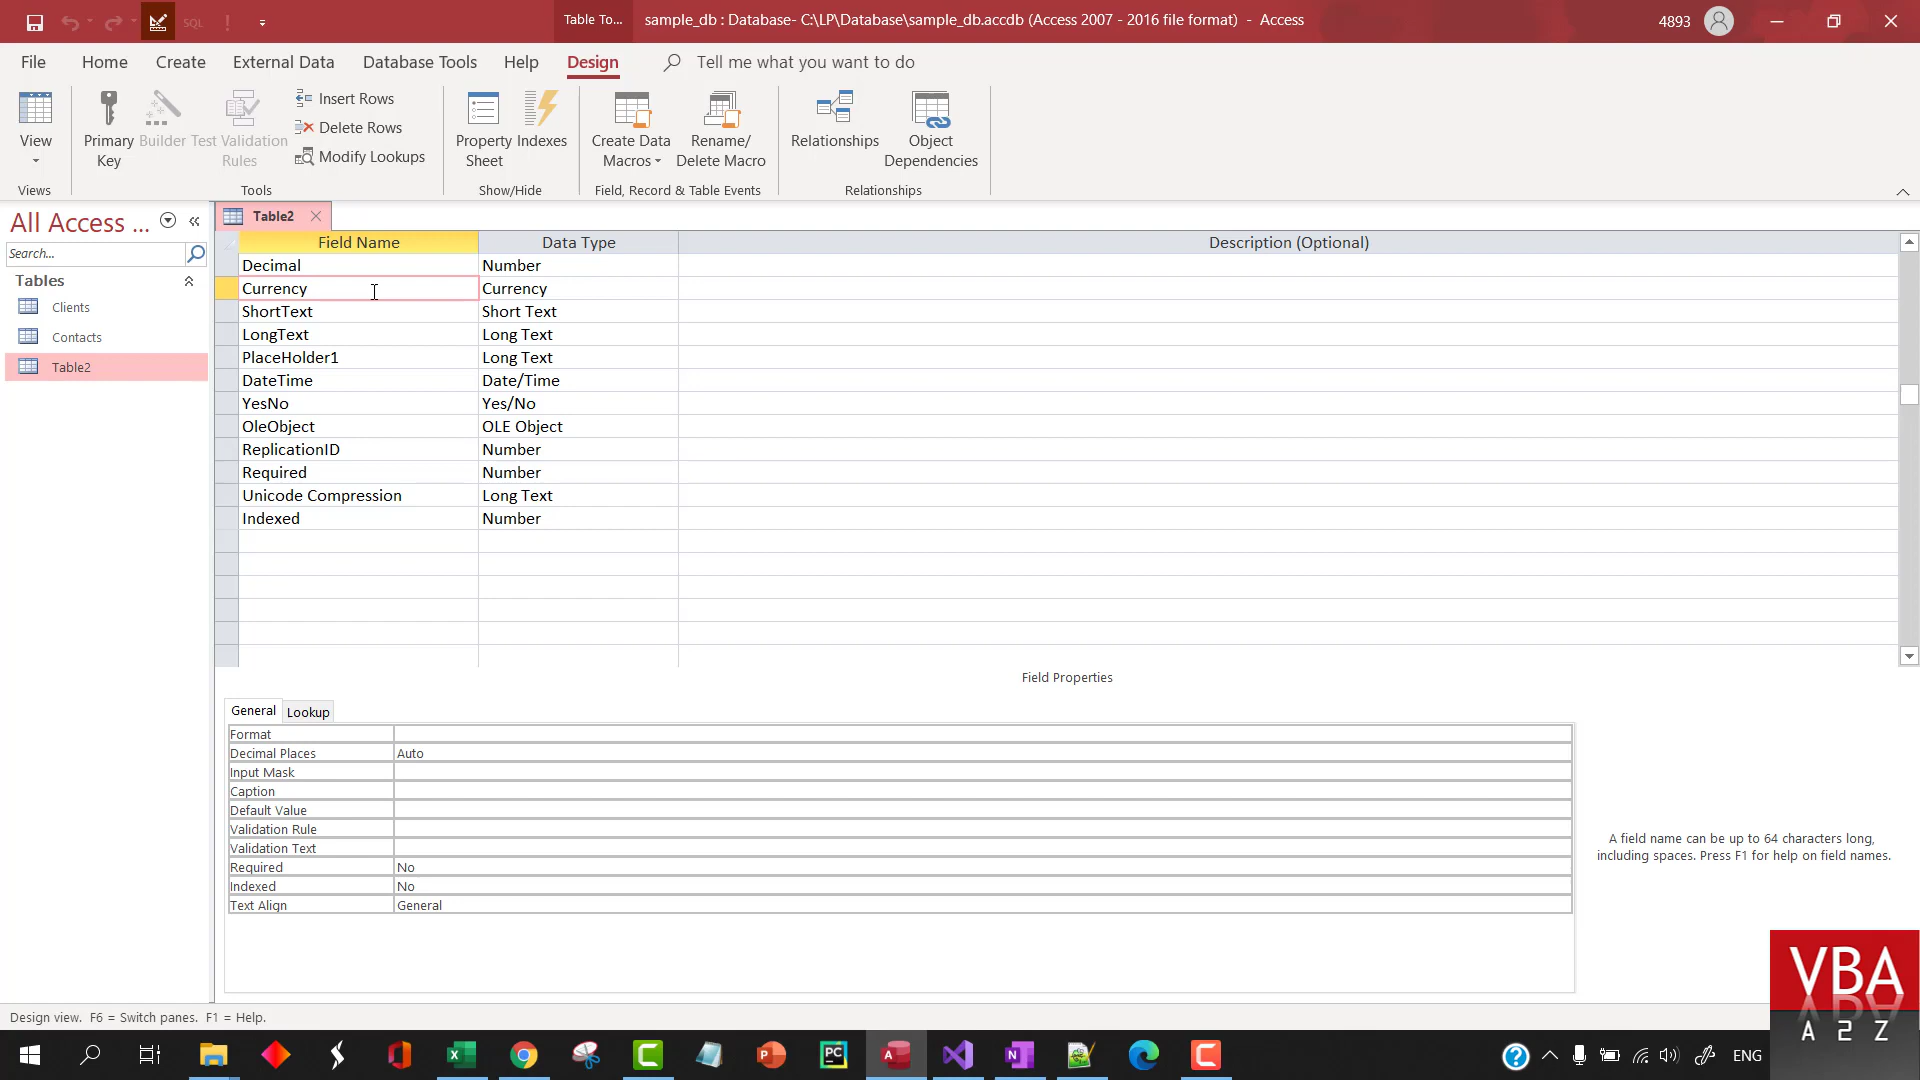 SQL
Table To...
sample_db : Database- C:\LP\Database\sample_db.accdb (Access 2007 - 2016 file format) - Access
4893
File
Home
Create
External Data
Database Tools
Help
Design
Tell me what you want to do
View
Primary Key
Builder
Test Validation Rules
Insert Rows
Delete Rows
Modify Lookups
Property Sheet
Indexes
Create Data Macros
Rename/ Delete Macro
Relationships
Object Dependencies
Views
Tools
Show/Hide
Field, Record & Table Events
Relationships
All Access ...
Search...
Tables
Clients
Contacts
Table2
Table2
Field Name Data Type Description (Optional)
Decimal Number
Currency Currency
ShortText Short Text
LongText Long Text
PlaceHolder1 Long Text
DateTime Date/Time
YesNo Yes/No
OleObject OLE Object
ReplicationID Number
Required Number
Unicode Compression Long Text
Indexed Number
Field Properties
General Lookup
Format
Decimal Places Auto
Input Mask
Caption
Default Value
Validation Rule
Validation Text
Required No
Indexed No
Text Align General
A field name can be up to 64 characters long,
including spaces. Press F1 for help on field names.
Design view. F6 = Switch panes. F1 = Help.
VBA
A 2 Z
ENG